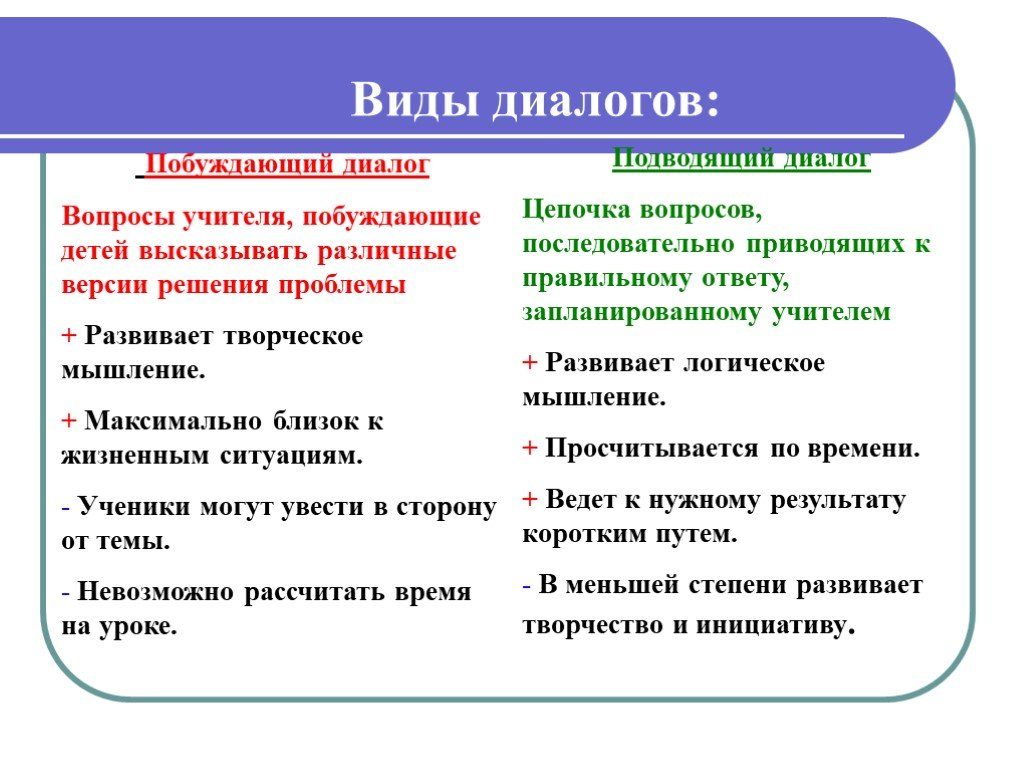 Виды диалогов:
Побуждающий диалог
Вопросы учителя, побуждающие
детей высказывать различные
версии решения проблемы
+ Развивает творческое
мышление.
+ Максимально близок к
жизненным ситуациям.
- Ученики могут увести в сторону
от темы.
- Невозможно рассчитать время
на уроке.
Подводящий диалог
Цепочка вопросов,
последовательно приводящих к
правильному ответу,
запланированному учителем
+ Развивает логическое
мышление.
+ Просчитывается по времени.
+ Ведет к нужному результату
коротким путем.
- В меньшей степени развивает
творчество и инициативу.